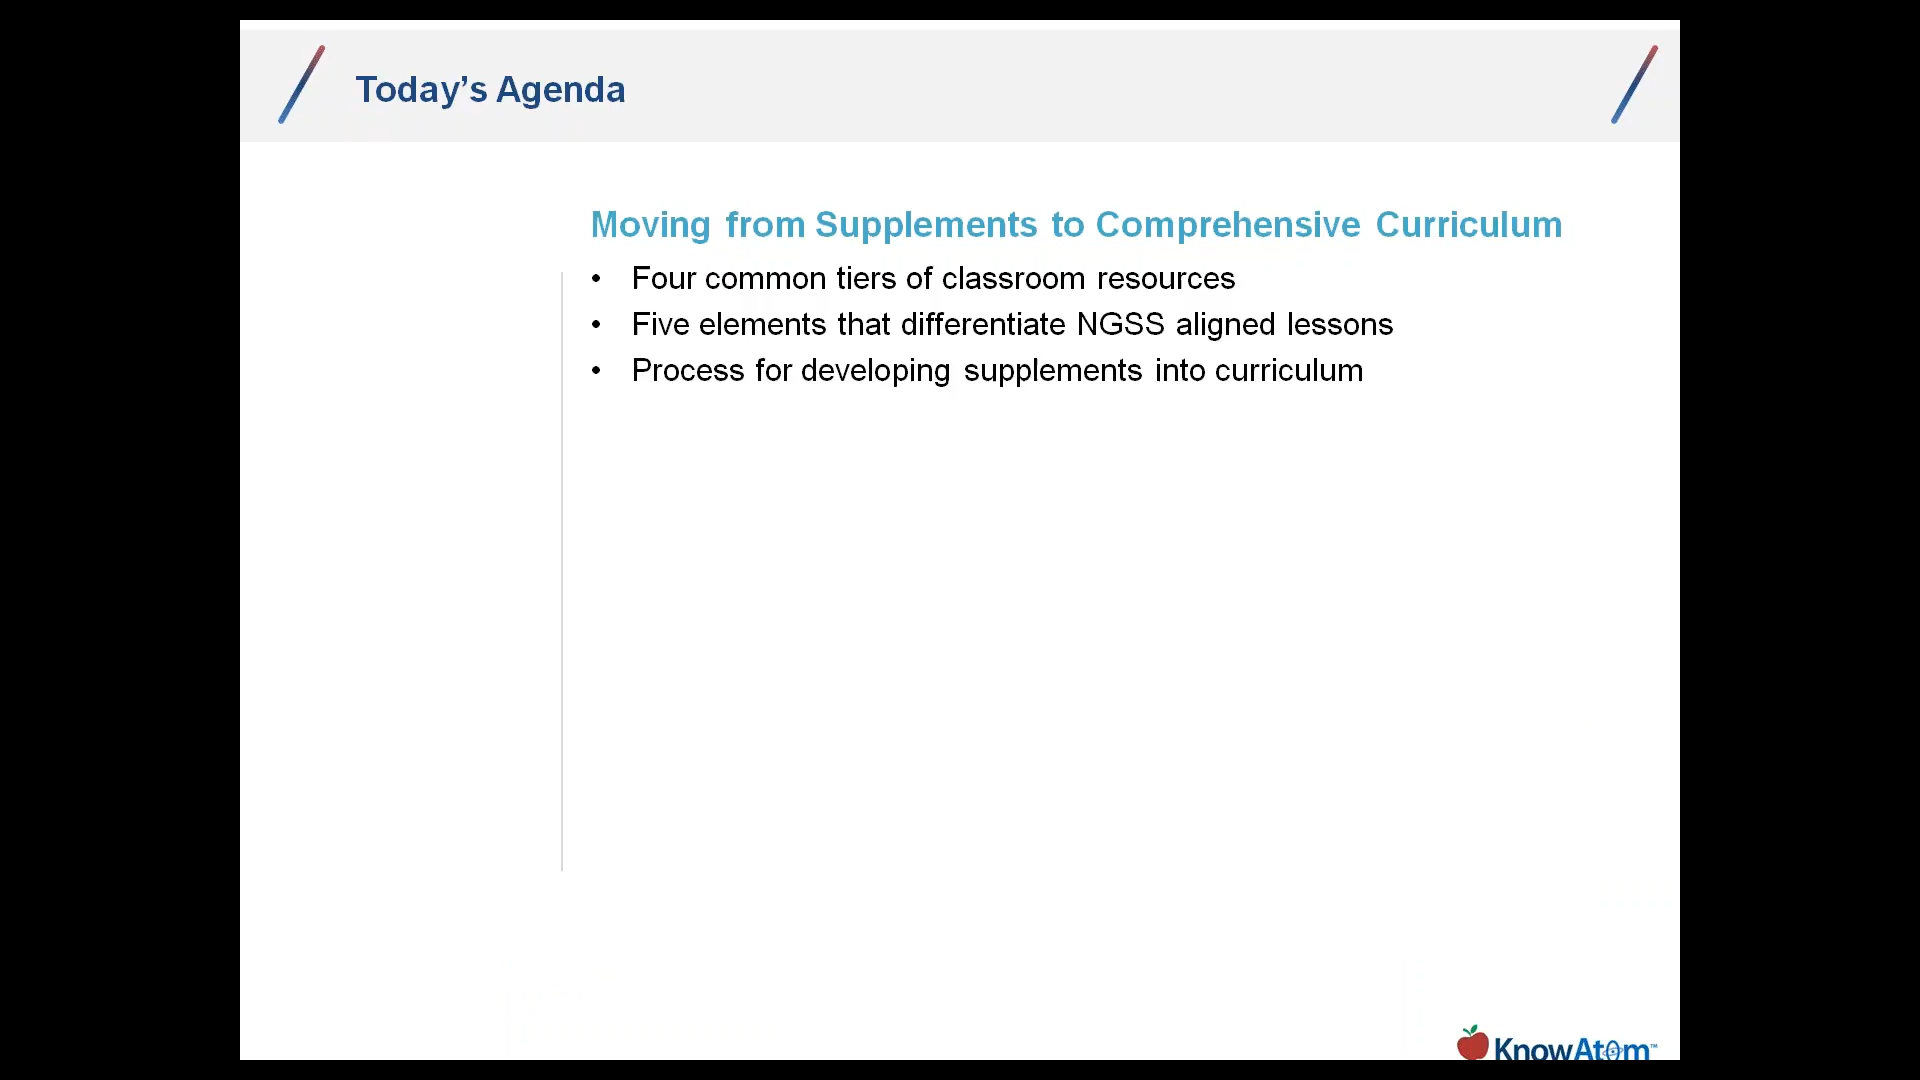 Today’s Agenda
Moving from Supplements to Comprehensive Curriculum
• Four common tiers of classroom resources
• Five elements that differentiate NGSS aligned lessons
• Process for developing supplements into curriculum
KnowAtom™